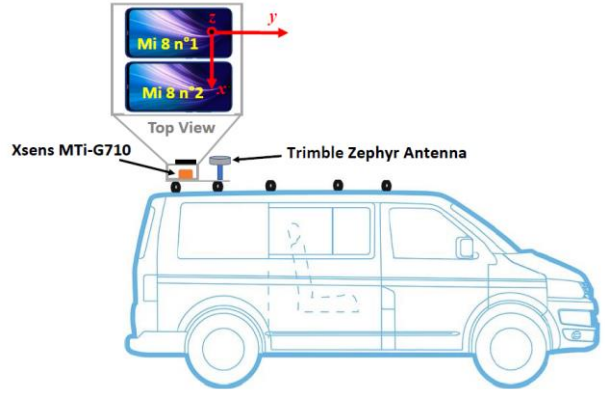 z
y
Mi 8 n°1
Mi 8 n°2
x
Top View
Xsens MTi-G710
Trimble Zephyr Antenna